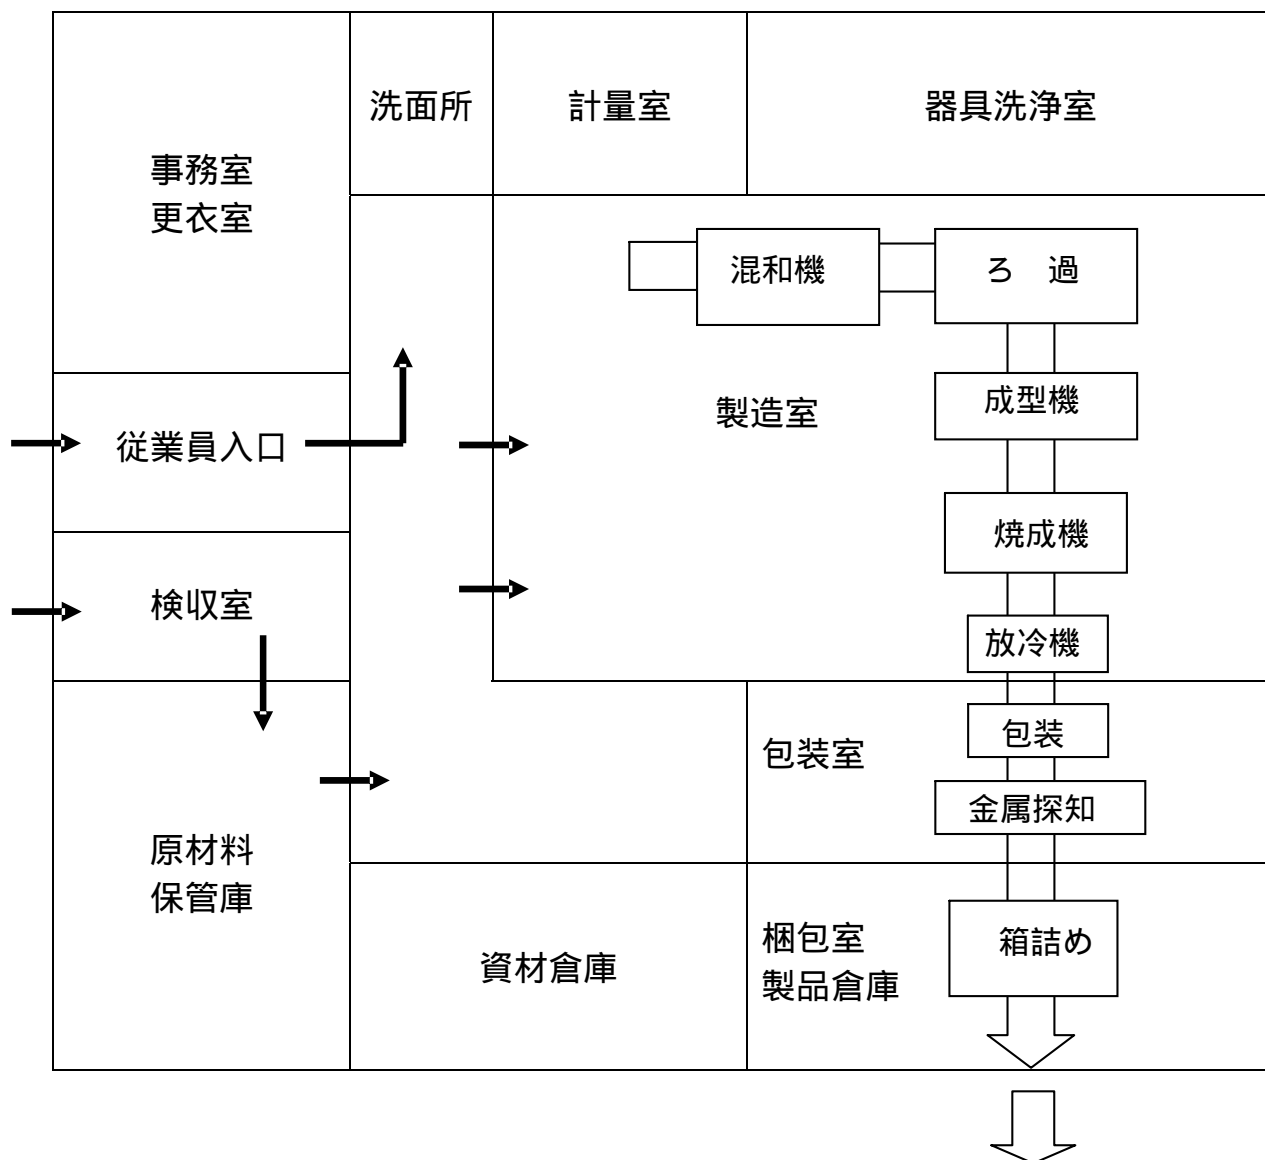 洗面所
計量室
器具洗浄室
事務室
更衣室
混和機
ろ 過
成型機
製造室
従業員入口
焼成機
検収室
放冷機
包装
包装室
金属探知
原材料
保管庫
箱詰め
梱包室
製品倉庫
資材倉庫